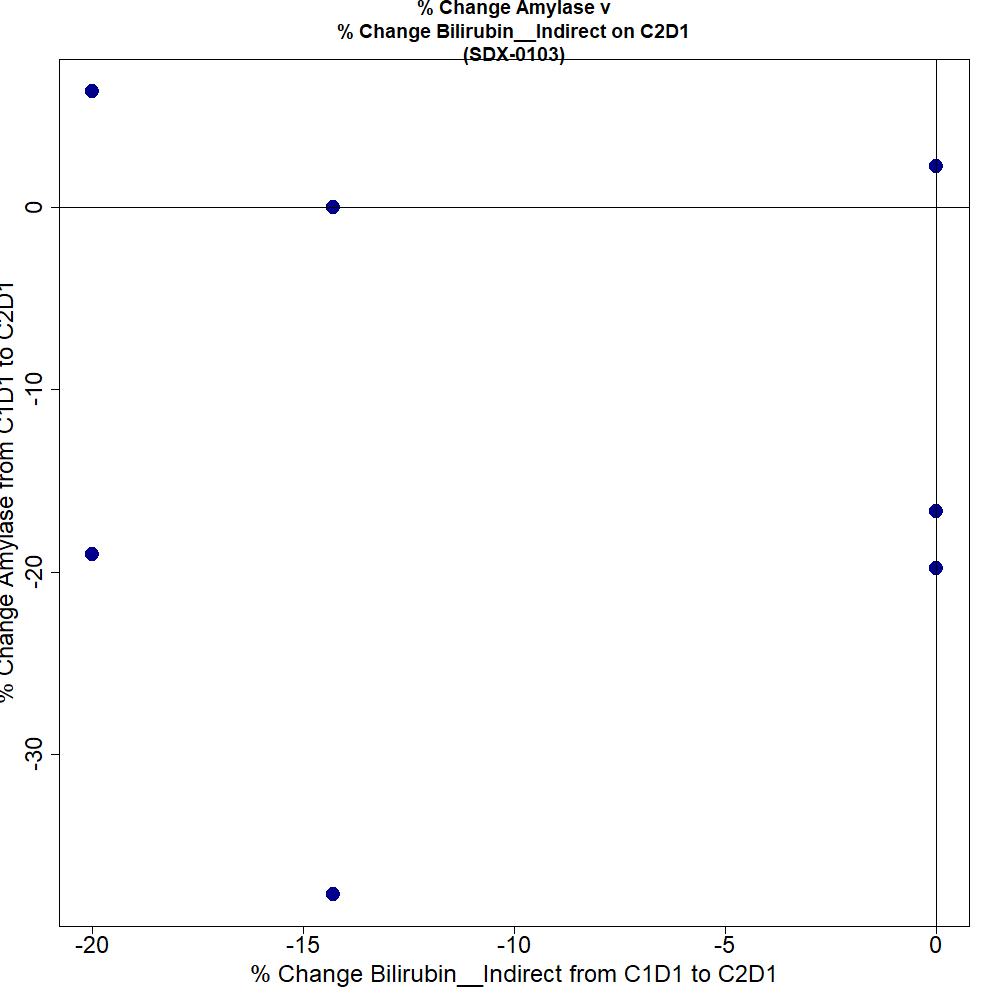 % Change Amylase v
% Change Bilirubin__Indirect on C2D1
(SDX-0103)
% Change Amylase from C1D1 to C2D1
0
-10
-20
-30
-20
-15
-10
-5
0
% Change Bilirubin__Indirect from C1D1 to C2D1